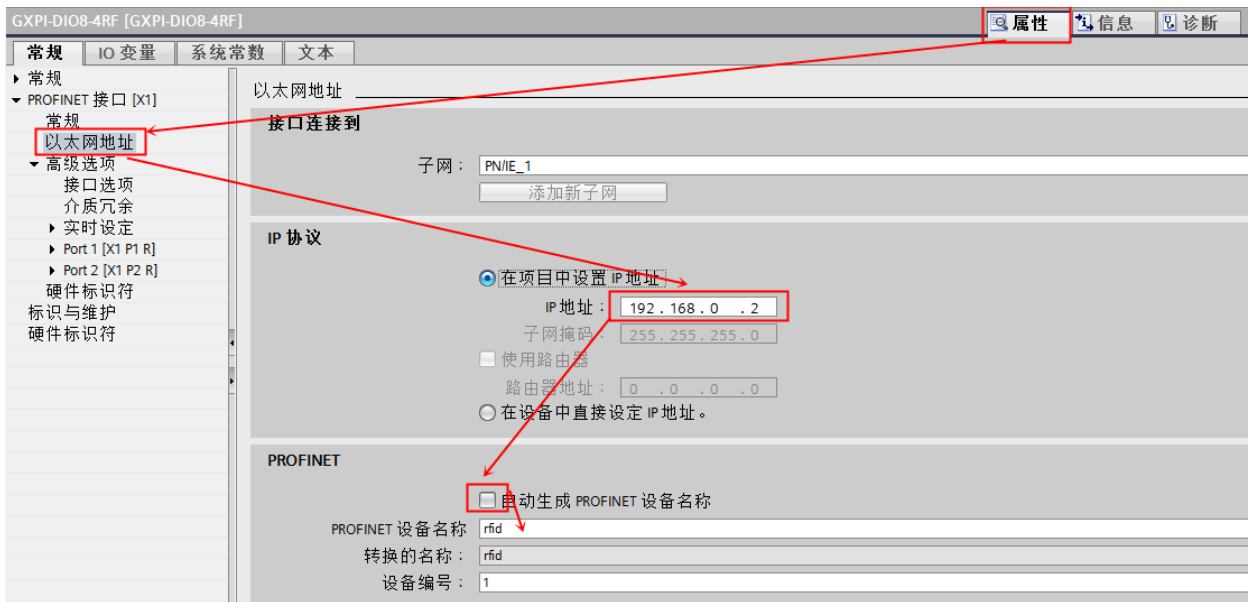 GXPI-DIO8-4RF [GXPI-DIO8-4RF]
属性 信息 诊断
常规 IO 变量 系统常数 文本
常规
PROFINET 接口 [X1]
常规
以太网地址
高级选项
接口选项
介质冗余
实时设定
Port 1 [X1 P1 R]
Port 2 [X1 P2 R]
硬件标识符
标识与维护
硬件标识符
以太网地址
接口连接到
子网： PN/IE_1
添加新子网
IP 协议
在项目中设置 IP 地址
IP 地址： 192 . 168 . 0 . 2
子网掩码： 255 . 255 . 255 . 0
使用路由器
路由器地址： 0 . 0 . 0 . 0
在设备中直接设定 IP 地址。
PROFINET
自动生成 PROFINET 设备名称
PROFINET 设备名称 rfid
转换的名称： rfid
设备编号： 1